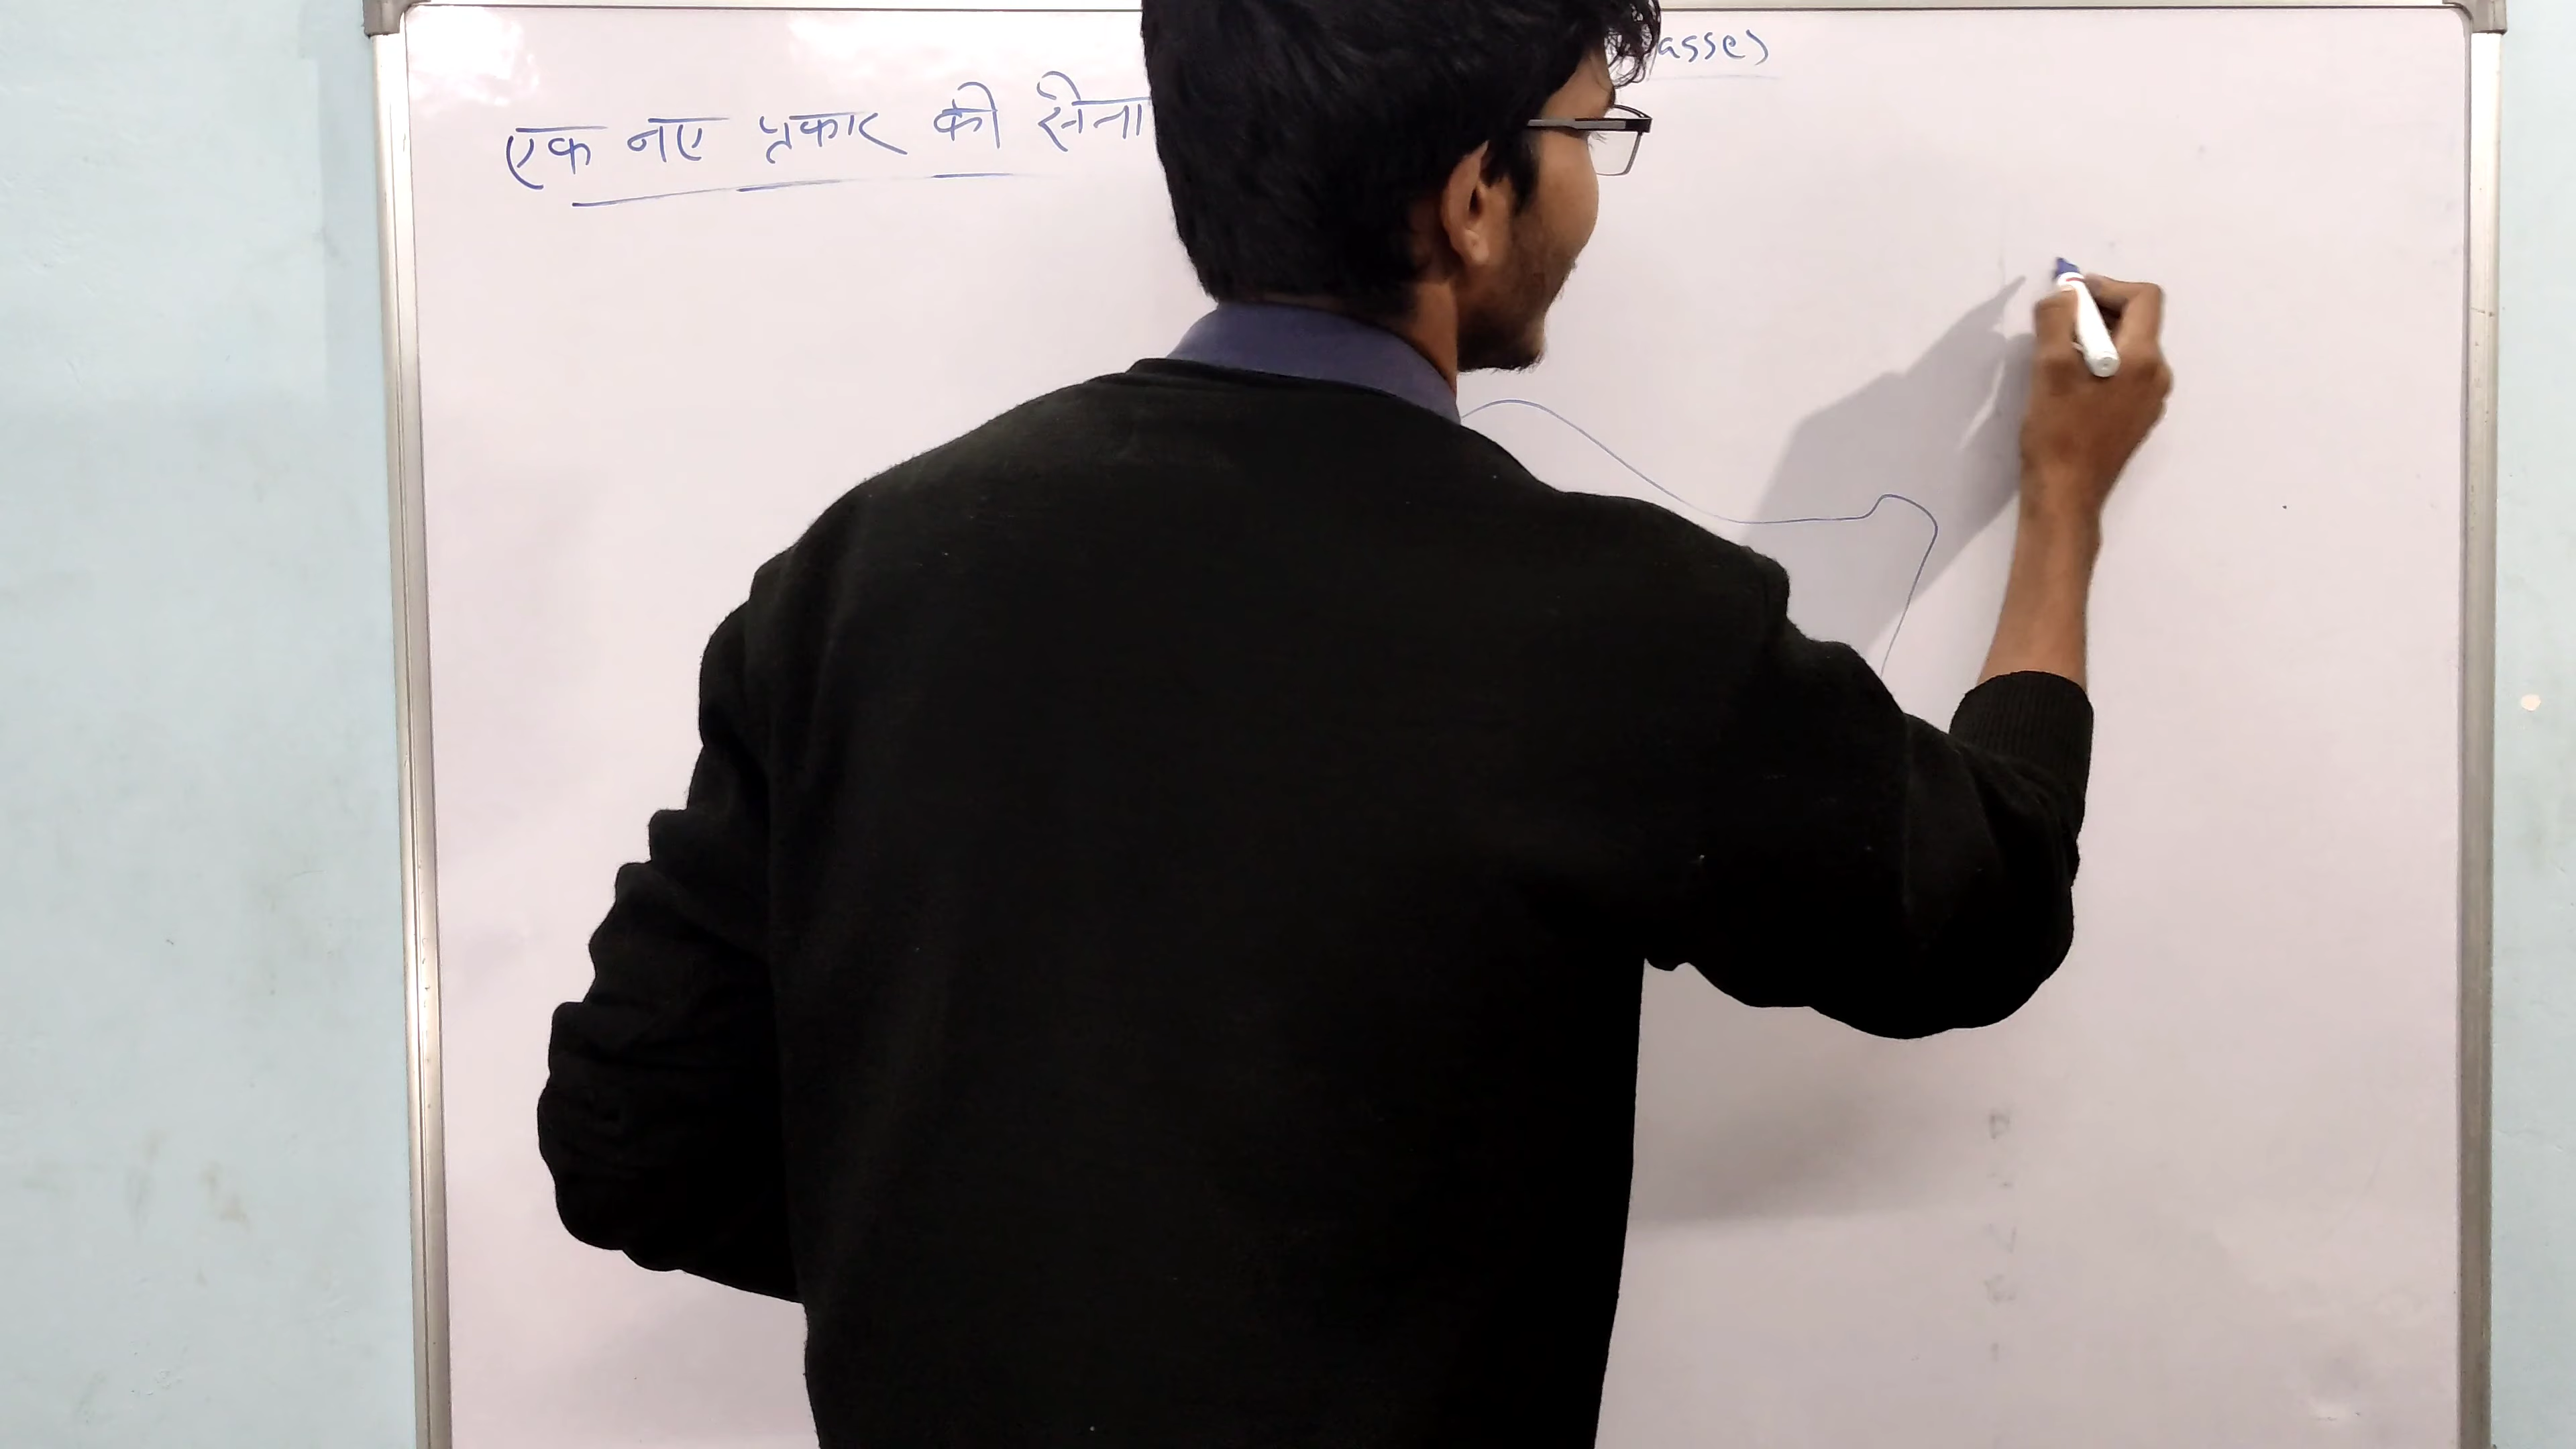 asses
एक नए प्रकार की सेना